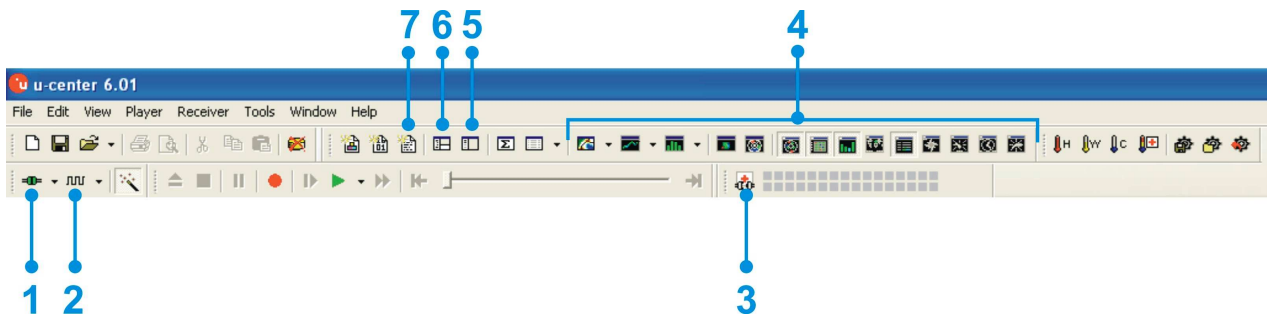 7 6 5 4
u-center 6.01
File Edit View Player Receiver Tools Window Help
H W C
1 2 3